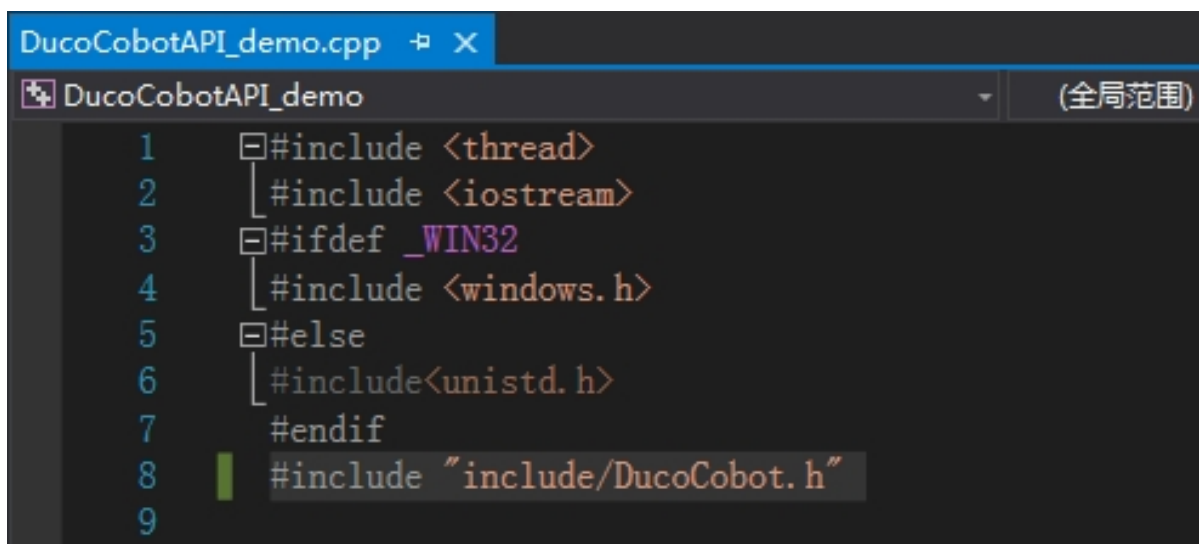 DucoCobotAPI_demo.cpp
DucoCobotAPI_demo (全局范围)
1 #include <thread>
2 #include <iostream>
3 #ifdef _WIN32
4 #include <windows.h>
5 #else
6 #include<unistd.h>
7 #endif
8 #include "include/DucoCobot.h"
9